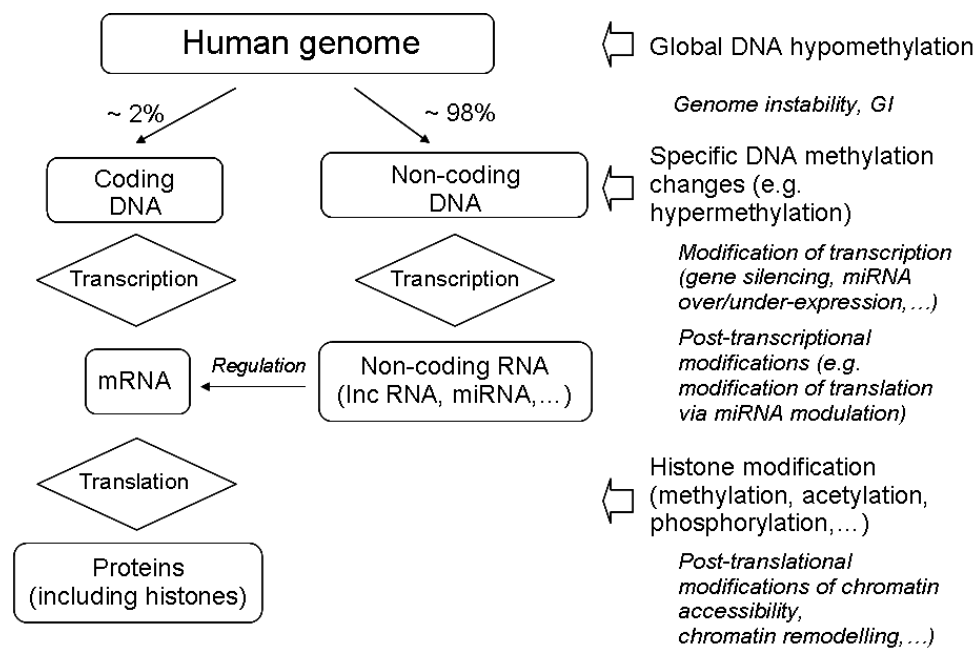 Human genome
~ 2%
~ 98%
Coding
DNA
Non-coding
DNA
Transcription
Transcription
mRNA
Regulation
Non-coding RNA
(lnc RNA, miRNA,…)
Translation
Proteins
(including histones)
Global DNA hypomethylation
Genome instability, GI
Specific DNA methylation
changes (e.g.
hypermethylation)
Modification of transcription
(gene silencing, miRNA
over/under-expression,…)
Post-transcriptional
modifications (e.g.
modification of translation
via miRNA modulation)
Histone modification
(methylation, acetylation,
phosphorylation,…)
Post-translational
modifications of chromatin
accessibility,
chromatin remodelling,…)